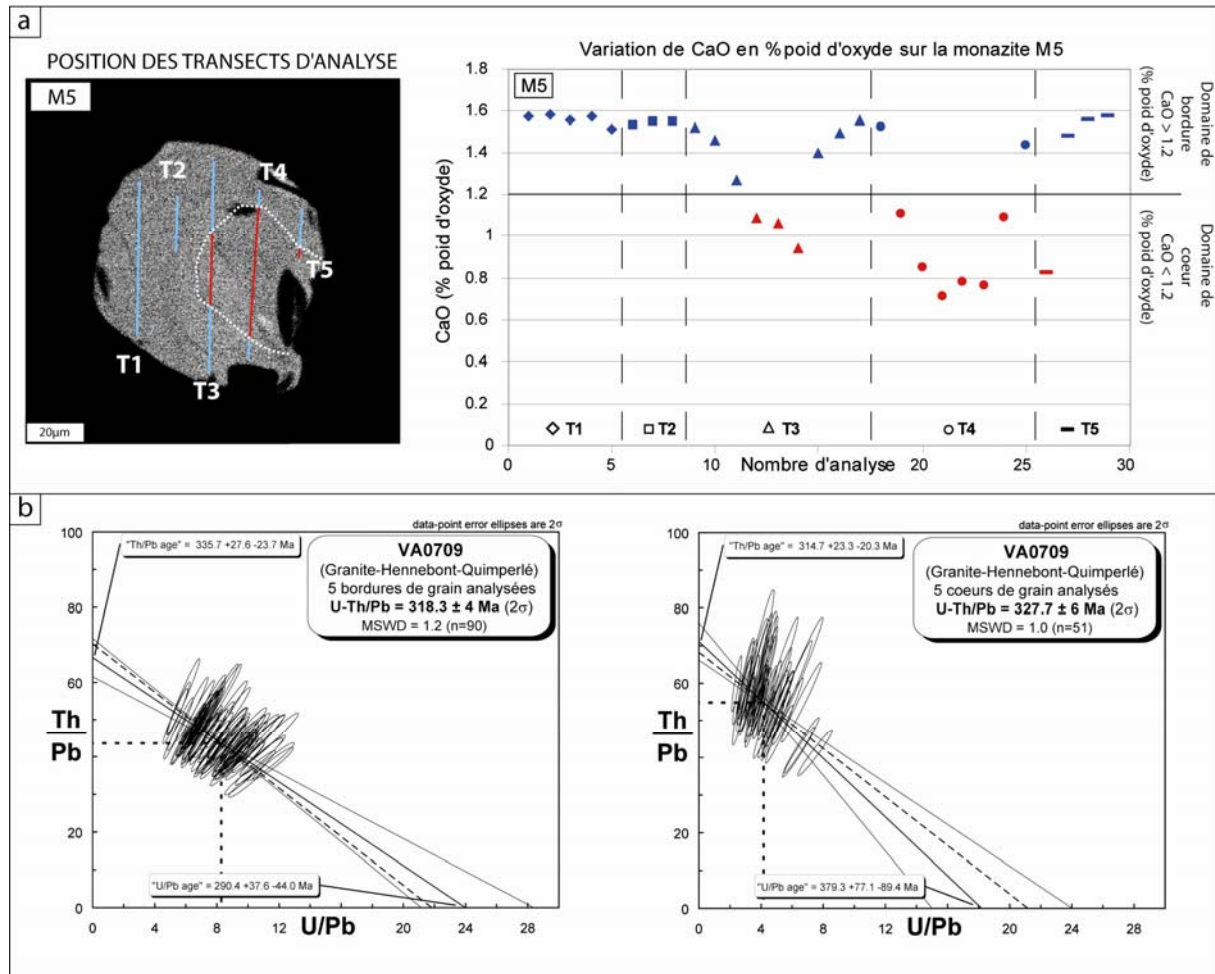 a
POSITION DES TRANSECTS D'ANALYSE
M5
T2
T4
T5
T1
T3
20µm
Variation de CaO en %poid d'oxyde sur la monazite M5
M5
CaO (% poid d'oxyde)
1.8
1.6
1.4
1.2
1
0.8
0.6
0.4
0.2
0
T1 T2 T3 T4 T5
0 5 10 15 20 25 30
Nombre d'analyse
Domaine de
bordure
CaO > 1.2
(% poid d'oxyde)
Domaine de
coeur
CaO < 1.2
(% poid d'oxyde)
b
data-point error ellipses are 2σ
"Th/Pb age" = 335.7 +27.6 -23.7 Ma
VA0709
(Granite-Hennebont-Quimperlé)
5 bordures de grain analysées
U-Th/Pb = 318.3 ± 4 Ma (2σ)
MSWD = 1.2 (n=90)
100
80
60
40
20
0
Th
Pb
"U/Pb age" = 290.4 +37.6 -44.0 Ma
0 4 8 12 16 20 24 28
U/Pb
data-point error ellipses are 2σ
"Th/Pb age" = 314.7 +23.3 -20.3 Ma
VA0709
(Granite-Hennebont-Quimperlé)
5 coeurs de grain analysés
U-Th/Pb = 327.7 ± 6 Ma (2σ)
MSWD = 1.0 (n=51)
100
80
60
40
20
0
Th
Pb
"U/Pb age" = 379.3 +77.1 -89.4 Ma
0 4 8 12 16 20 24 28
U/Pb